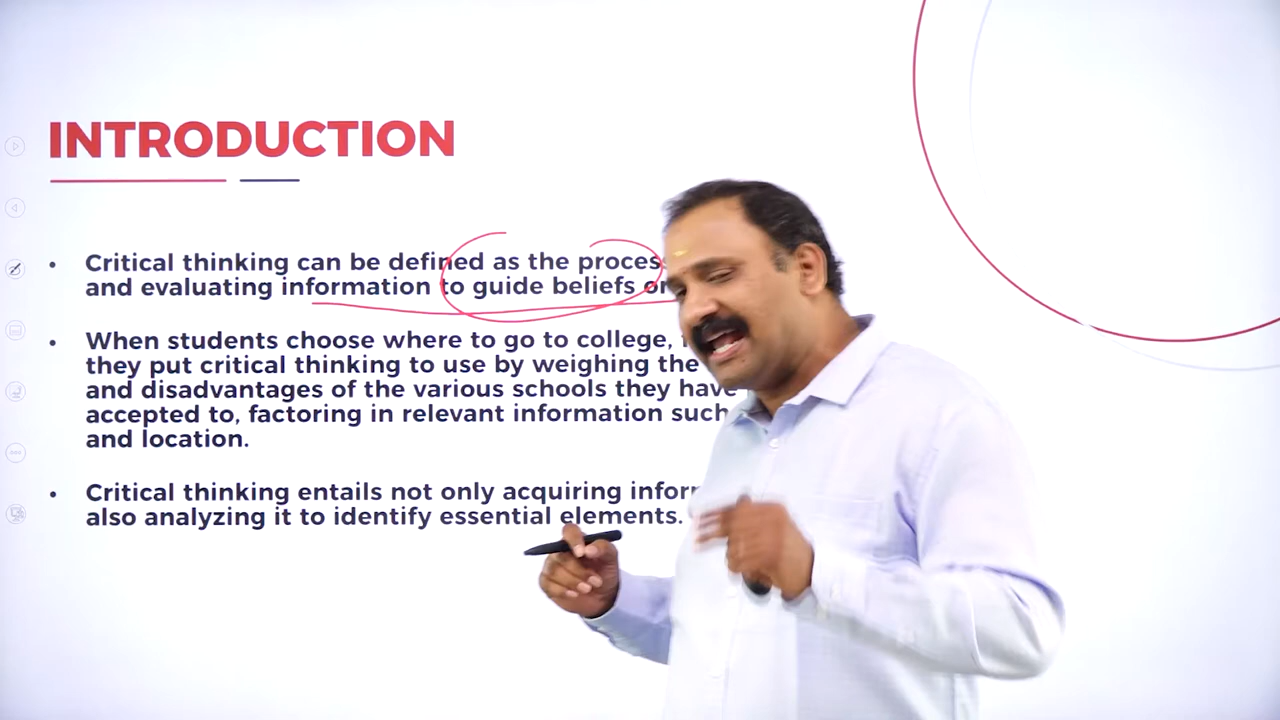 INTRODUCTION
• Critical thinking can be defined as the
and evaluating information to guide beliefs
• When students choose where to go to college,
they put critical thinking to use by weighing the
and disadvantages of the various schools they have
accepted to, factoring in relevant information such
and location.
• Critical thinking entails not only acquiring
also analyzing it to identify essential elements.